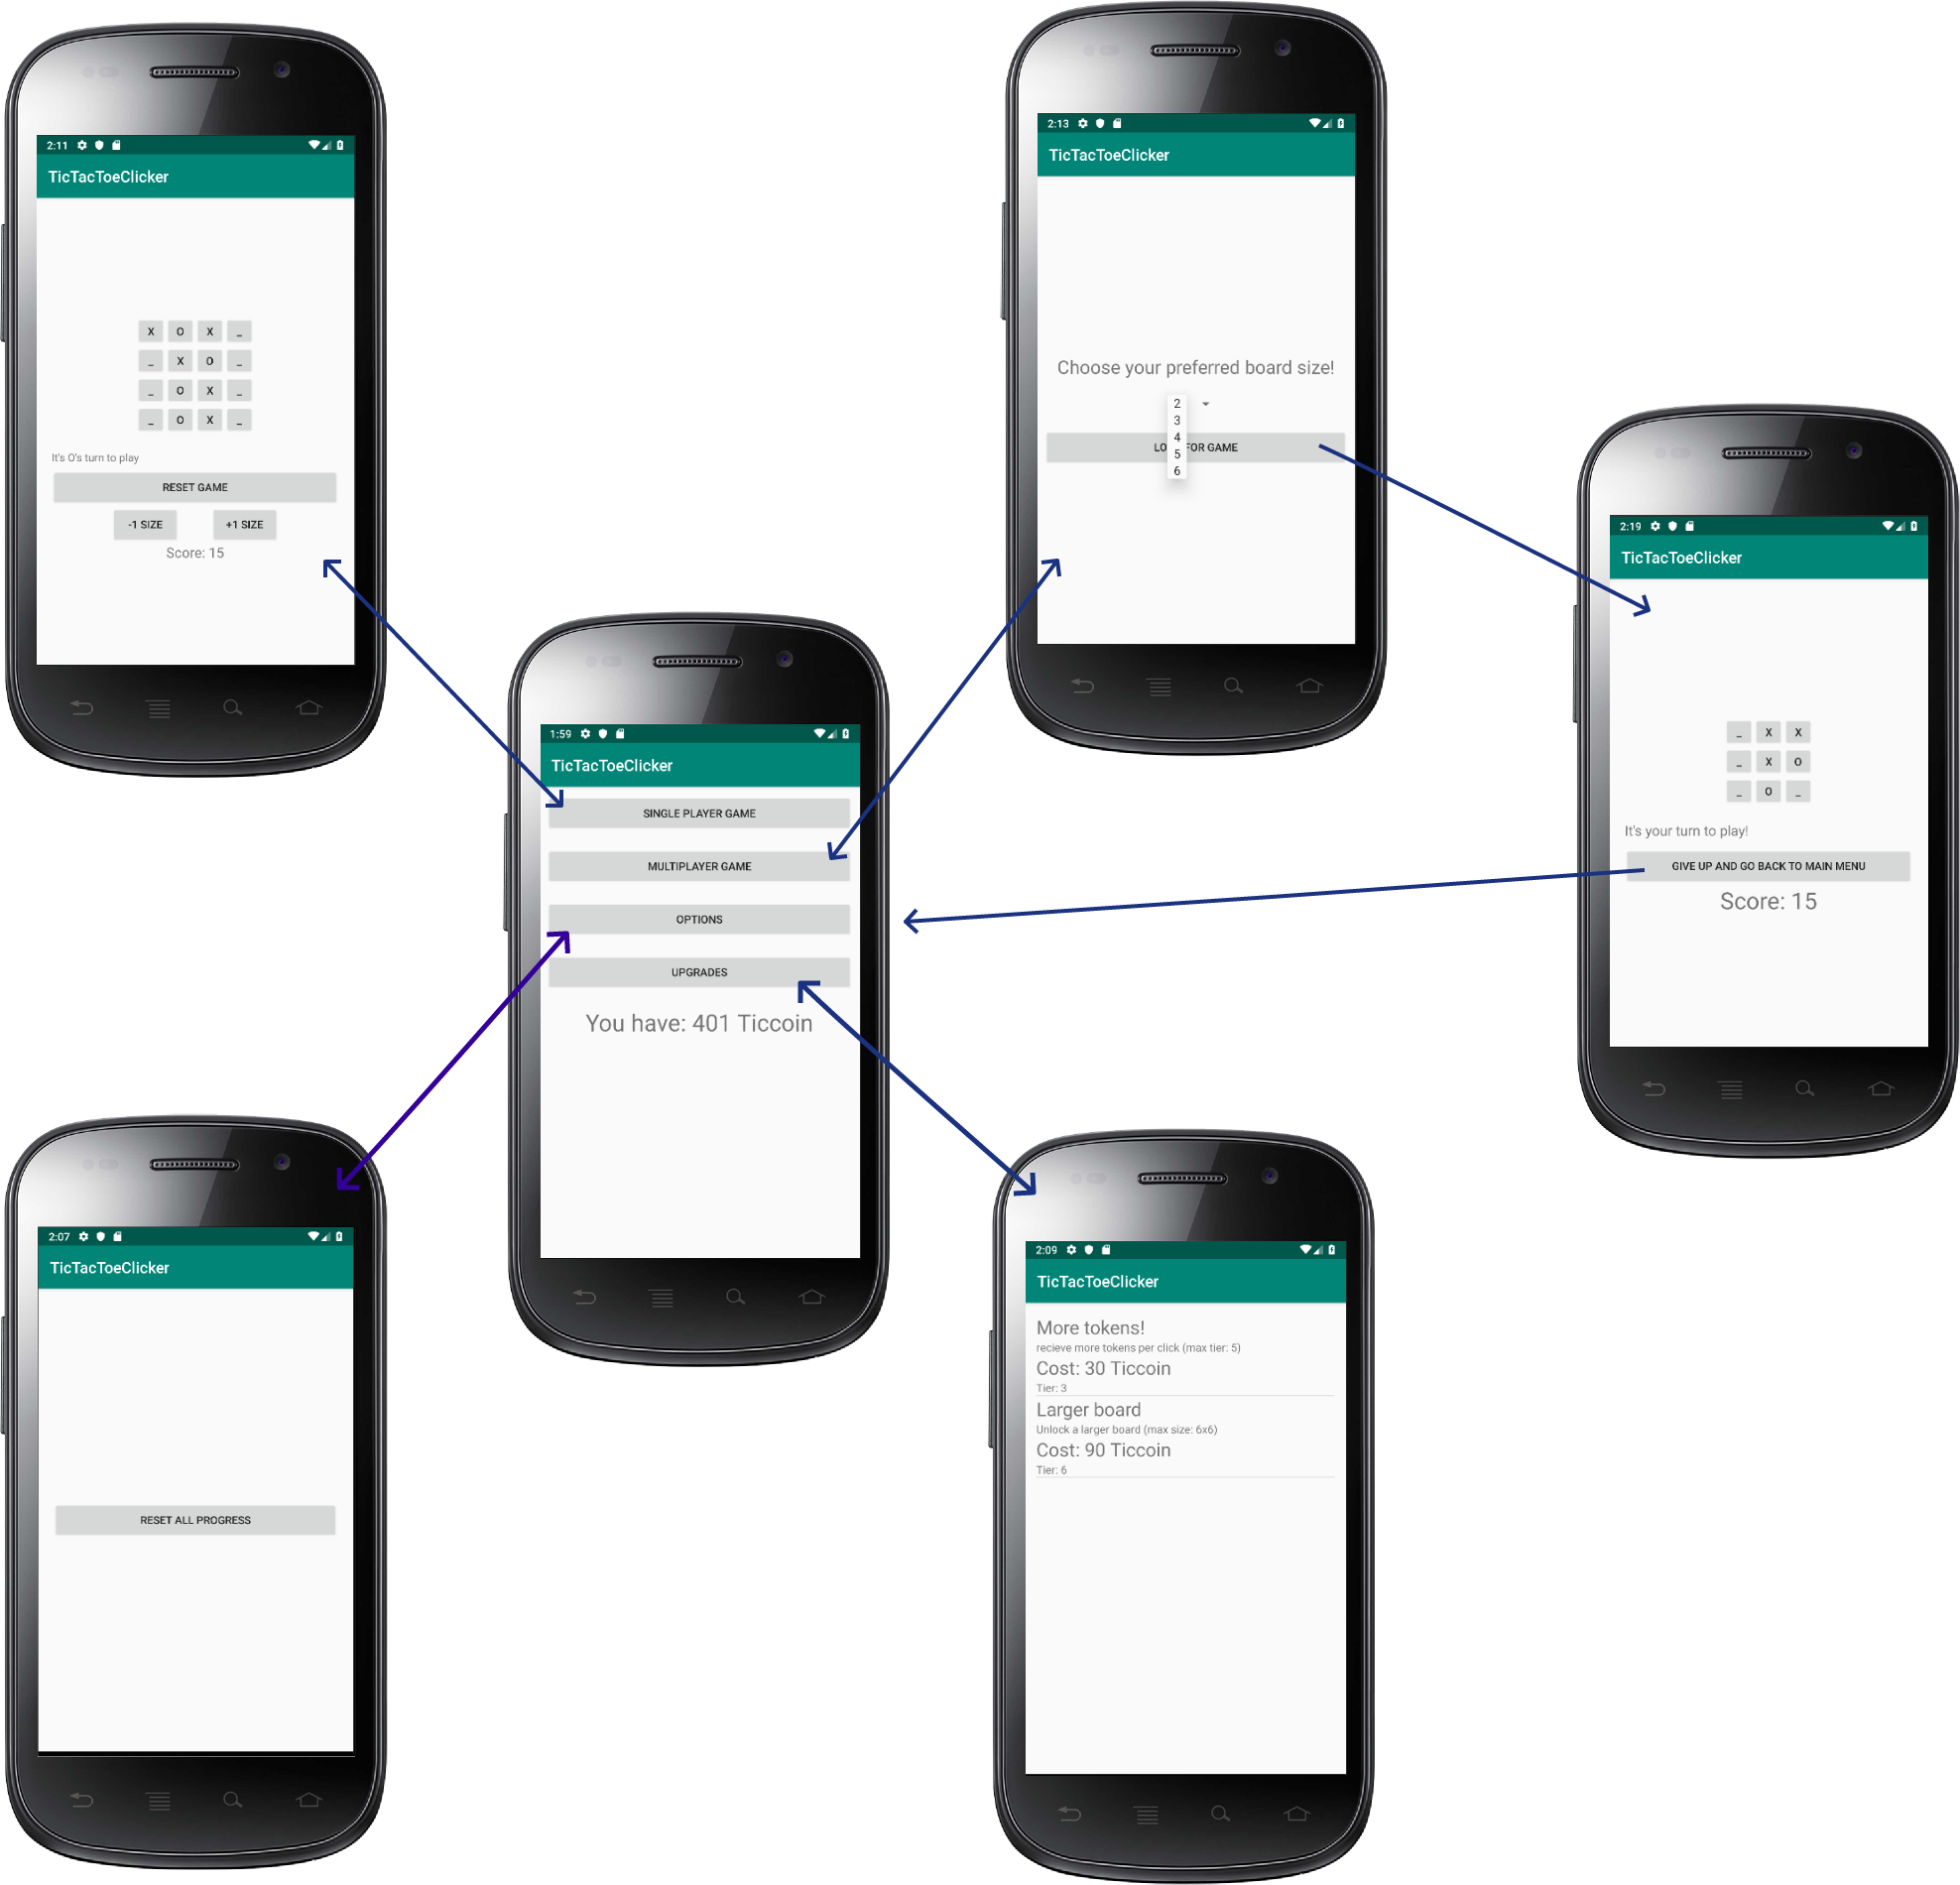 2:11
TicTacToeClicker
X O X _
_ X O _
_ O X _
_ O X _
It's O's turn to play
RESET GAME
-1 SIZE +1 SIZE
Score: 15
2:13
TicTacToeClicker
Choose your preferred board size!
2
3
4
LO FOR GAME
5
6
2:19
TicTacToeClicker
_ X X
_ X O
_ O _
It's your turn to play!
GIVE UP AND GO BACK TO MAIN MENU
Score: 15
1:59
TicTacToeClicker
SINGLE PLAYER GAME
MULTIPLAYER GAME
OPTIONS
UPGRADES
You have: 401 Ticcoin
2:07
TicTacToeClicker
RESET ALL PROGRESS
2:09
TicTacToeClicker
More tokens!
recieve more tokens per click (max tier: 5)
Cost: 30 Ticcoin
Tier: 3
Larger board
Unlock a larger board (max size: 6x6)
Cost: 90 Ticcoin
Tier: 6